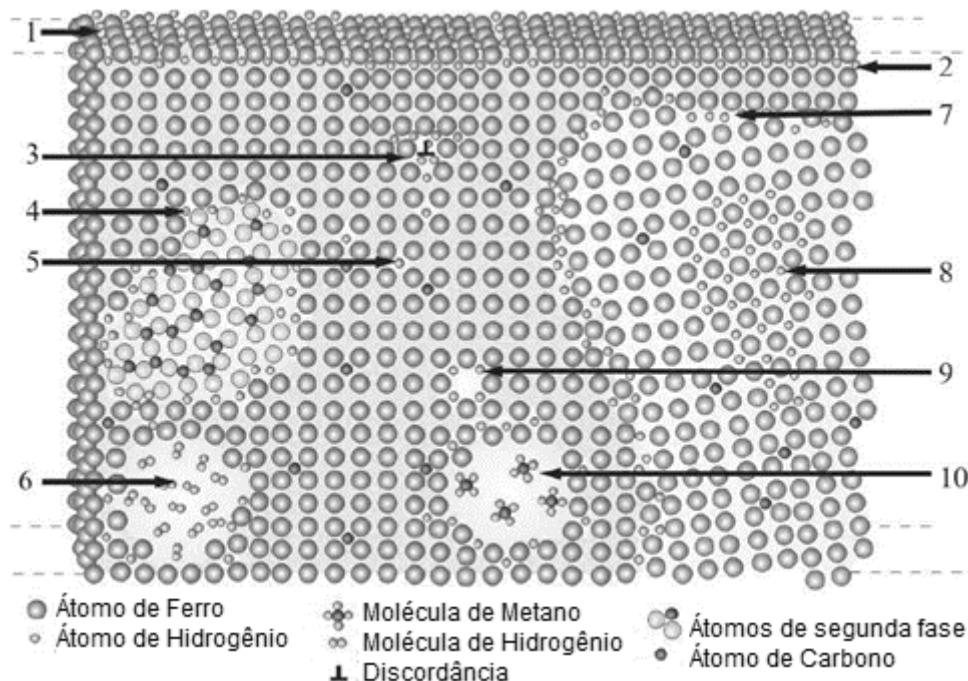 1
2
7
3
4
5
8
9
6
10
Átomo de Ferro
Átomo de Hidrogênio
Molécula de Metano
Molécula de Hidrogênio
Discordância
Átomos de segunda fase
Átomo de Carbono